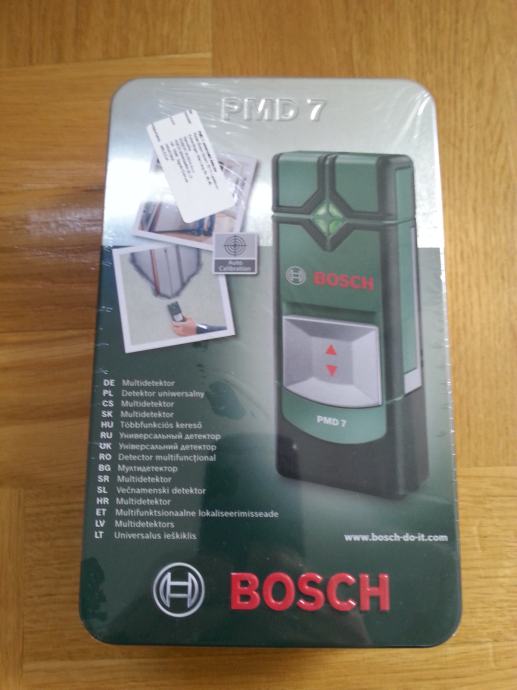 PMD 7
Auto
Calibration
BOSCH
PMD 7
DE Multidetektor
PL Detektor uniwersalny
CS Multidetektor
SK Multidetektor
HU Többfunkciós kereső
RU Универсальный детектор
UK Універсальний детектор
RO Detector multifuncțional
BG Мултидетектор
SR Multidetektor
SL Večnamenski detektor
HR Multidetektor
ET Multifunktsionaalne lokaliseerimisseade
LV Multidetektors
LT Universalus ieškiklis
www.bosch-do-it.com
BOSCH